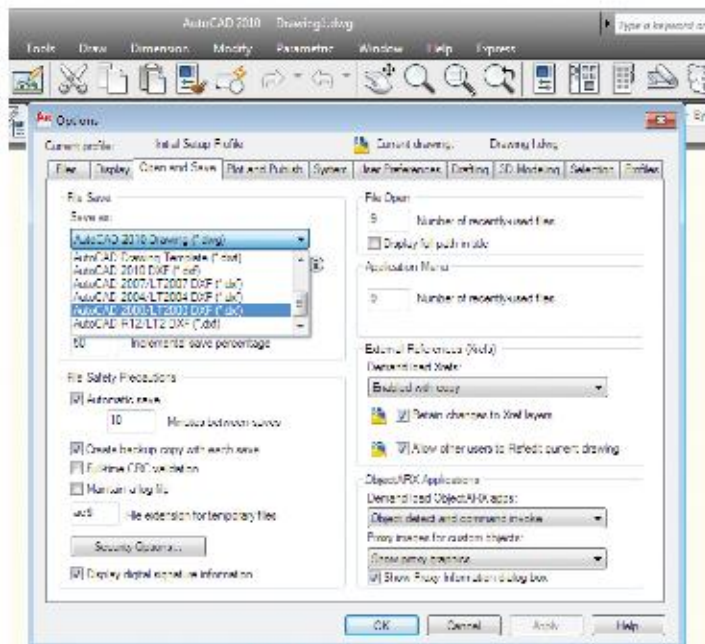 AutoCAD 2010 Drawing1.dwg
Type a keyword or
Tools Draw Dimension Modify Parametric Window Help Express
Options
Current profile: Initial Setup Profile Current drawing: Drawing1.dwg
Files Display Open and Save Plot and Publish System User Preferences Drafting 3D Modeling Selection Profiles
File Save
Save as:
AutoCAD 2010 Drawing (*.dwg)
AutoCAD Drawing Template (*.dwt)
AutoCAD 2010 DXF (*.dxf)
AutoCAD 2007/LT2007 DXF (*.dxf)
AutoCAD 2004/LT2004 DXF (*.dxf)
AutoCAD 2000/LT2000 DXF (*.dxf)
AutoCAD R12/LT2 DXF (*.dxf)
50 Incremental save percentage
File Safety Precautions
Automatic save
10 Minutes between saves
Create backup copy with each save
Full-time CRC validation
Maintain a log file
ac$ File extension for temporary files
Security Options...
Display digital signature information
File Open
9 Number of recently-used files
Display full path in title
Application Menu
9 Number of recently-used files
External References (Xrefs)
Demand load Xrefs:
Enabled with copy
Retain changes to Xref layers
Allow other users to Refedit current drawing
ObjectARX Applications
Demand load ObjectARX apps:
Object detect and command invoke
Proxy images for custom objects:
Show proxy graphics
Show Proxy Information dialog box
OK Cancel Apply Help